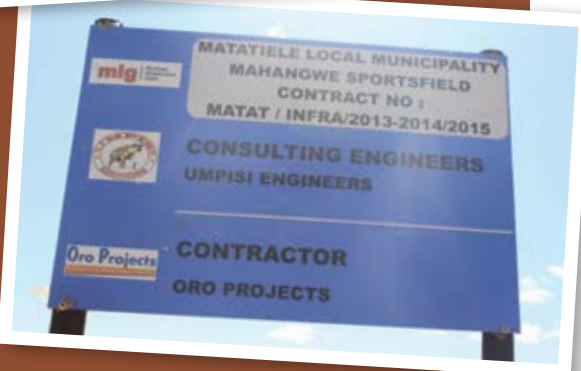 MATATIELE LOCAL MUNICIPALITY
MAHANGWE SPORTSFIELD
CONTRACT NO :
MATAT / INFRA/2013-2014/2015
mig
CONSULTING ENGINEERS
UMPISI ENGINEERS
Oro Projects
CONTRACTOR
ORO PROJECTS